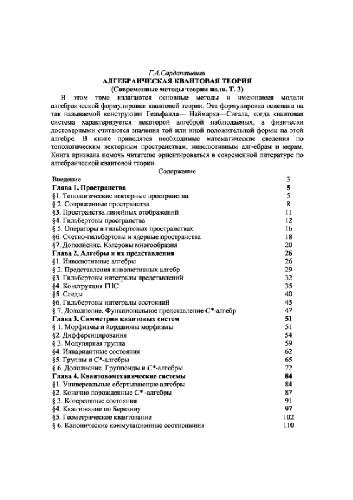 Г.А.Сарданашвили
АЛГЕБРАИЧЕСКАЯ КВАНТОВАЯ ТЕОРИЯ
(Современные методы теории поля. Т. 3)
В этом томе излагаются основные методы и имеющиеся модели
алгебраической формулировки квантовой теории. Эта формулировка основана на
так называемой конструкции Гельфанда— Наймарка—Сигала, когда квантовая
система характеризуется некоторой алгеброй наблюдаемых, а физически
достоверными считаются значения той или иной положительной формы на этой
алгебре. В книге приводятся необходимые математические сведения по
топологическим векторным пространствам, инволютивным алгебрам и мерам.
Книга призвана помочь читателю ориентироваться в современной литературе по
алгебраической квантовой теории.
Содержание
Введение 3
Глава 1. Пространства 5
§1. Топологические векторные пространства 5
§ 2. Сопряженные пространства 8
§3. Пространства линейных отображений 11
§ 4. Гильбертовы пространства 12
§ 5. Операторы в гильбертовых пространствах 16
§ 6. Счетно-гильбертовы и ядерные пространства 18
§7. Дополнение. Кэлеровы многообразия 20
Глава 2. Алгебры и их представления 26
§1. Инволютивные алгебры 26
§ 2. Представления инволютивных алгебр 29
§3. Гильбертовы интегралы представлений 32
§4. Конструкция ГНС 35
§5. Следы 40
§6. Гильбертовы интегралы состояний 45
§ 7. Дополнение. Функциональное представление C*-алгебр 47
Глава 3. Симметрии квантовых систем 51
§ 1. Морфизмы и йордановы морфизмы 51
§2. Дифференцирования 54
§ 3. Модулярная группа 59
§4. Инвариантные состояния 62
§5. Группы и C*-алгебры 65
§ 6. Дополнение. Группоиды и C*-алгебры 72
Глава 4. Квантовомеханические системы 84
§1. Универсальные обертывающие алгебры 84
§2. Конечно порожденные C*-алгебры 87
§ 3. Когерентные состояния 91
§4. Квантование по Березину 97
§5. Геометрическое квантование 102
§ 6. Канонические коммутационные соотношения 110